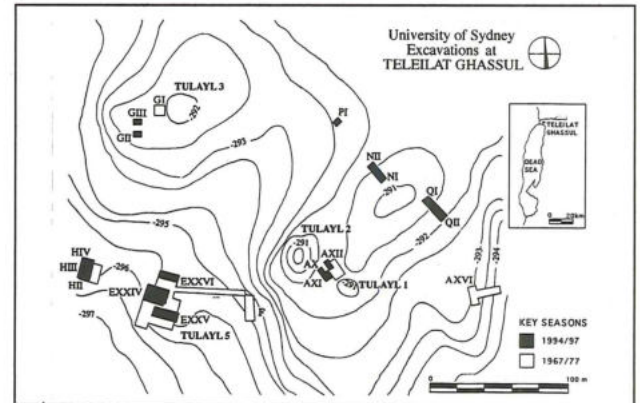 University of Sydney
Excavations at
TELEILAT GHASSUL
TELEILAT
GHASSUL
DEAD
SEA
0 20km
TULAYL 3
GI
GIII
GII
-292
-293
PI
NII
NI
-291
QI
QII
-292
-293
-294
TULAYL 2
-291
AXII
AX
AXI
TULAYL 1
AXVI
-295
HIV
HIII
HII
-296
-297
EXXVI
EXXIV
EXXV
TULAYL 5
F
KEY SEASONS
1994/97
1967/77
0 100 m